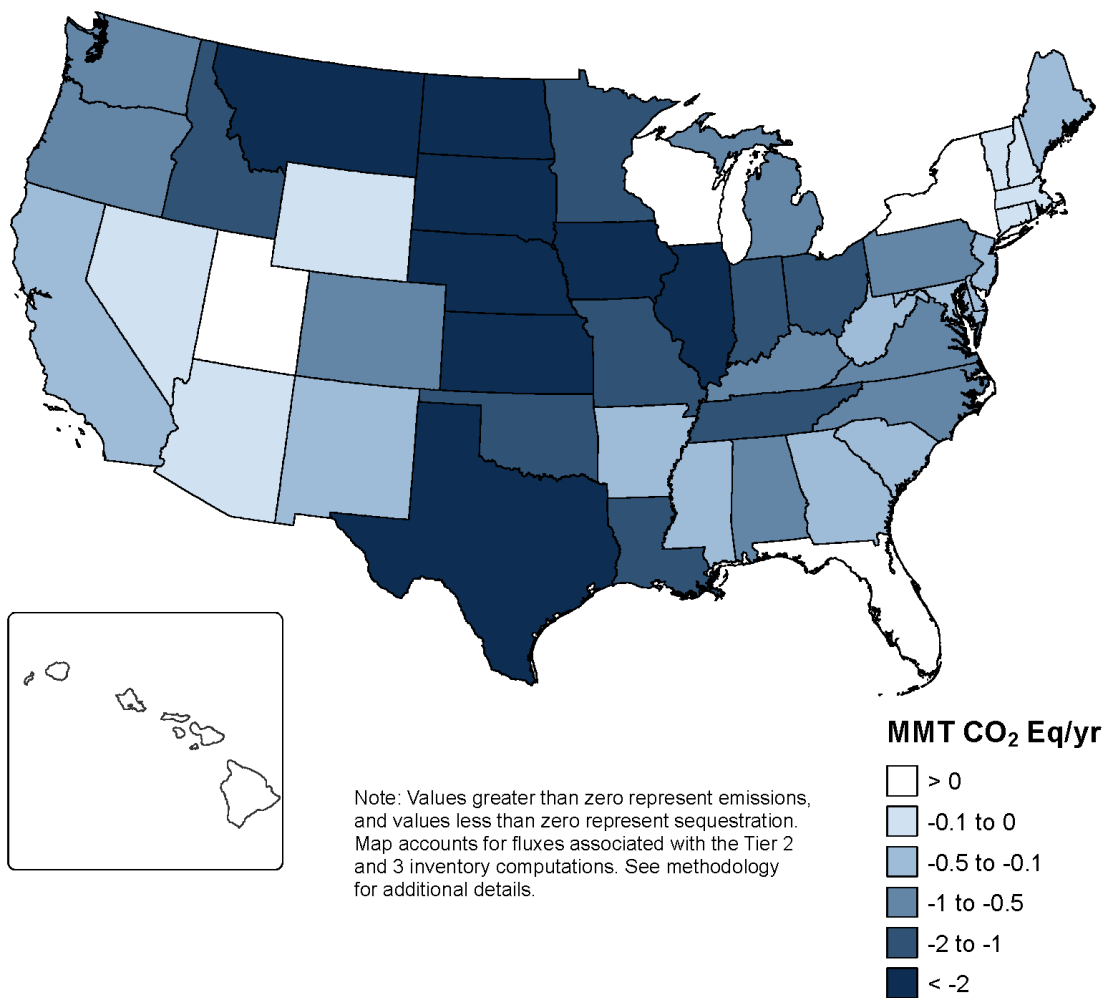 Note: Values greater than zero represent emissions,
and values less than zero represent sequestration.
Map accounts for fluxes associated with the Tier 2
and 3 inventory computations. See methodology
for additional details.
MMT CO₂ Eq/yr
> 0
-0.1 to 0
-0.5 to -0.1
-1 to -0.5
-2 to -1
< -2